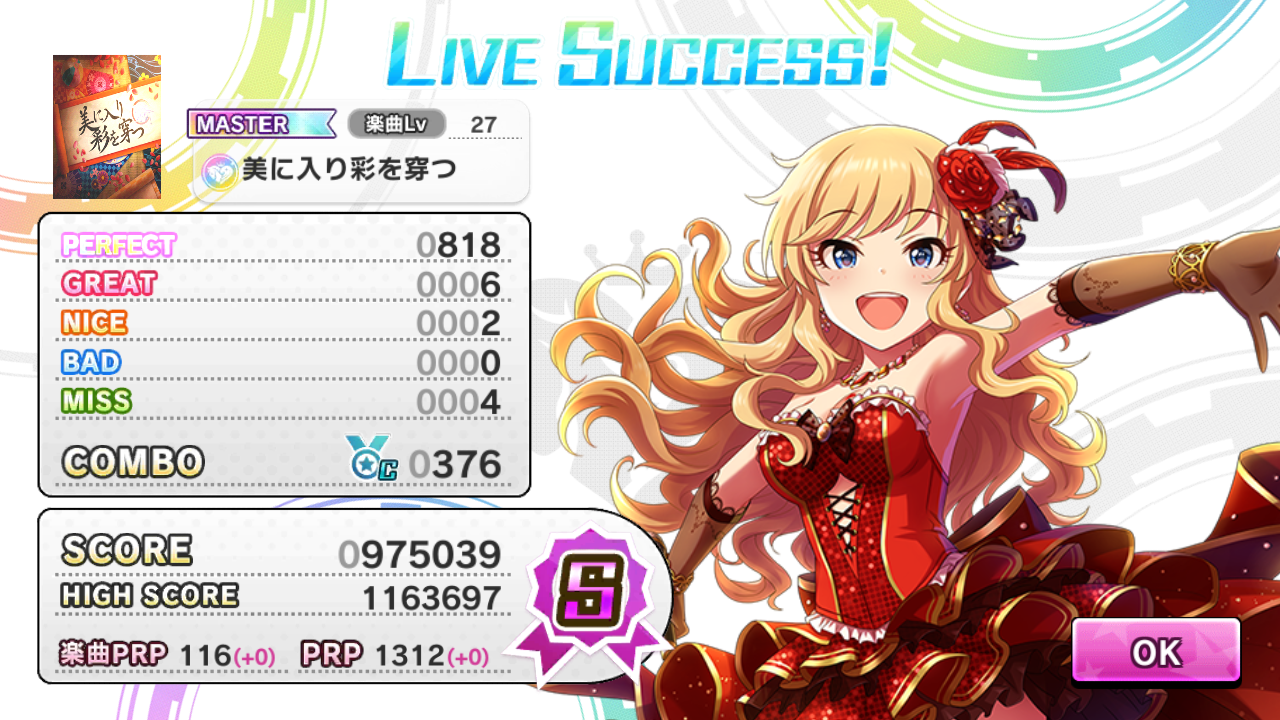 LIVE SUCCESS!
美に入り
彩を穿つ
MASTER 楽曲Lv 27
美に入り彩を穿つ
PERFECT 0818
GREAT 0006
NICE 0002
BAD 0000
MISS 0004
COMBO C 0376
SCORE 0975039
HIGH SCORE 1163697
S
楽曲PRP 116(+0) PRP 1312(+0)
OK